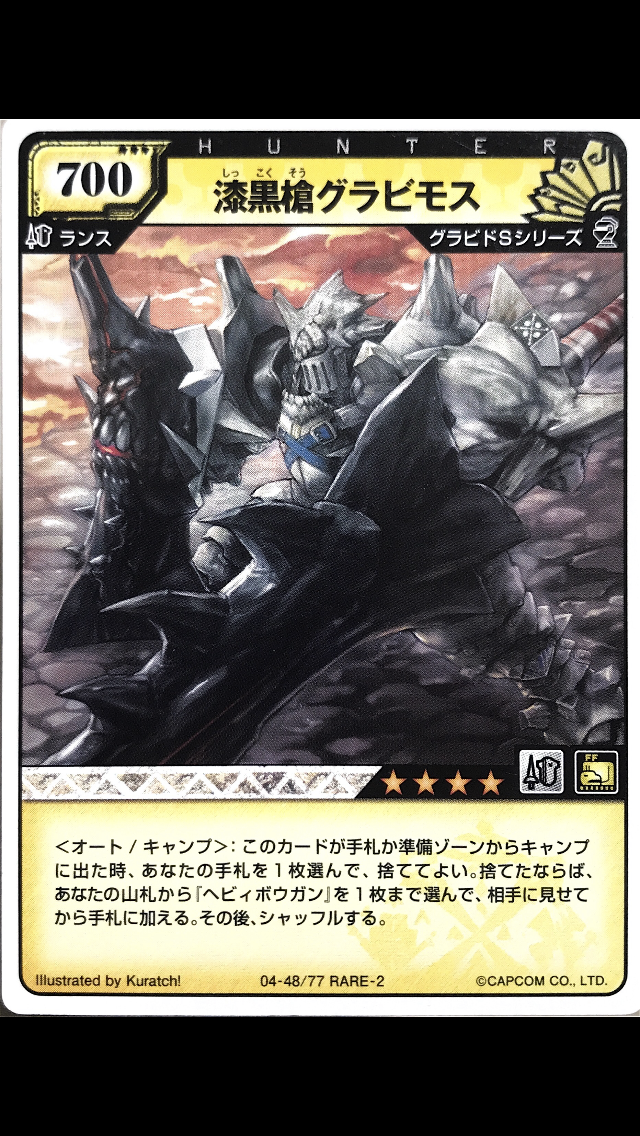 HUNTER
700
しっこくそう
漆黒槍グラビモス
ランス
グラビドSシリーズ
FF
<オート / キャンプ>：このカードが手札か準備ゾーンからキャンプ
に出た時、あなたの手札を１枚選んで、捨ててよい。捨てたならば、
あなたの山札から『ヘビィボウガン』を１枚まで選んで、相手に見せて
から手札に加える。その後、シャッフルする。
Illustrated by Kuratch!
04-48/77 RARE-2
©CAPCOM CO., LTD.